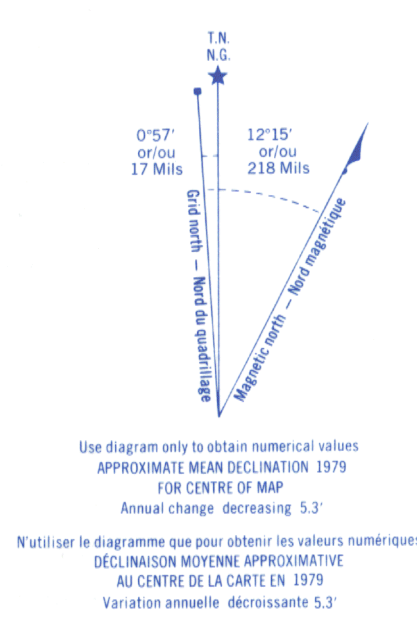 T.N.
N.G.
0°57′
or/ou
17 Mils
12°15′
or/ou
218 Mils
Grid north – Nord du quadrillage
Magnetic north – Nord magnétique
Use diagram only to obtain numerical values
APPROXIMATE MEAN DECLINATION 1979
FOR CENTRE OF MAP
Annual change decreasing 5.3′
N'utiliser le diagramme que pour obtenir les valeurs numériques
DÉCLINAISON MOYENNE APPROXIMATIVE
AU CENTRE DE LA CARTE EN 1979
Variation annuelle décroissante 5.3′